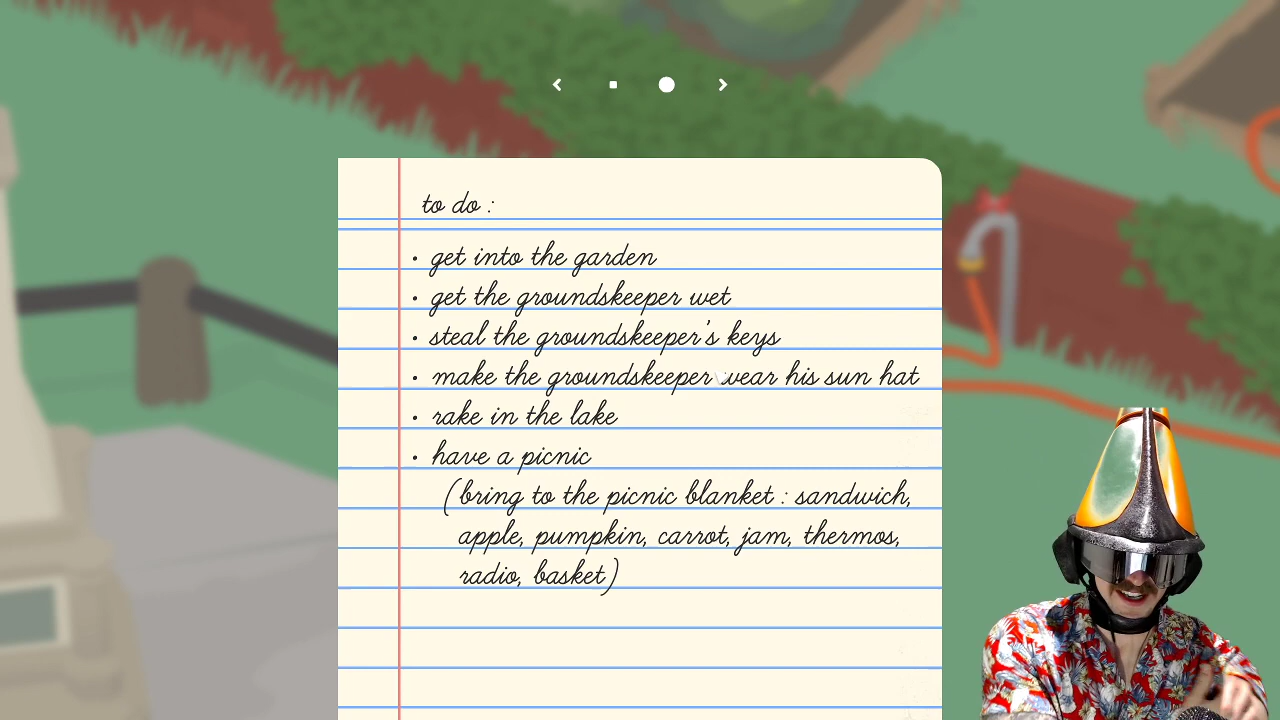 to do :
• get into the garden
• get the groundskeeper wet
• steal the groundskeeper's keys
• make the groundskeeper wear his sun hat
• rake in the lake
• have a picnic
(bring to the picnic blanket : sandwich,
apple, pumpkin, carrot, jam, thermos,
radio, basket)